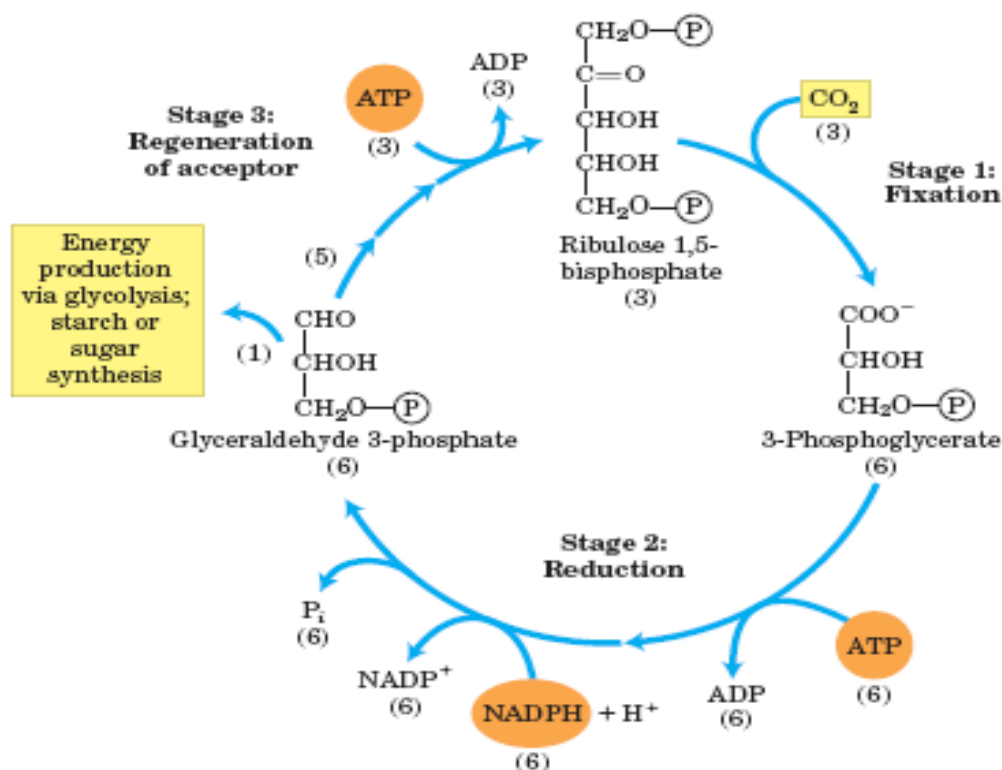 CH₂O—Ⓟ
C=O
CHOH
CHOH
CH₂O—Ⓟ
Ribulose 1,5-
bisphosphate
(3)
CO₂
(3)
Stage 1:
Fixation
COO⁻
CHOH
CH₂O—Ⓟ
3-Phosphoglycerate
(6)
ATP
(6)
ADP
(6)
Stage 2:
Reduction
NADPH + H⁺
(6)
NADP⁺
(6)
Pᵢ
(6)
CHO
CHOH
CH₂O—Ⓟ
Glyceraldehyde 3-phosphate
(6)
(1)
Energy
production
via glycolysis;
starch or
sugar
synthesis
(5)
Stage 3:
Regeneration
of acceptor
ATP
(3)
ADP
(3)